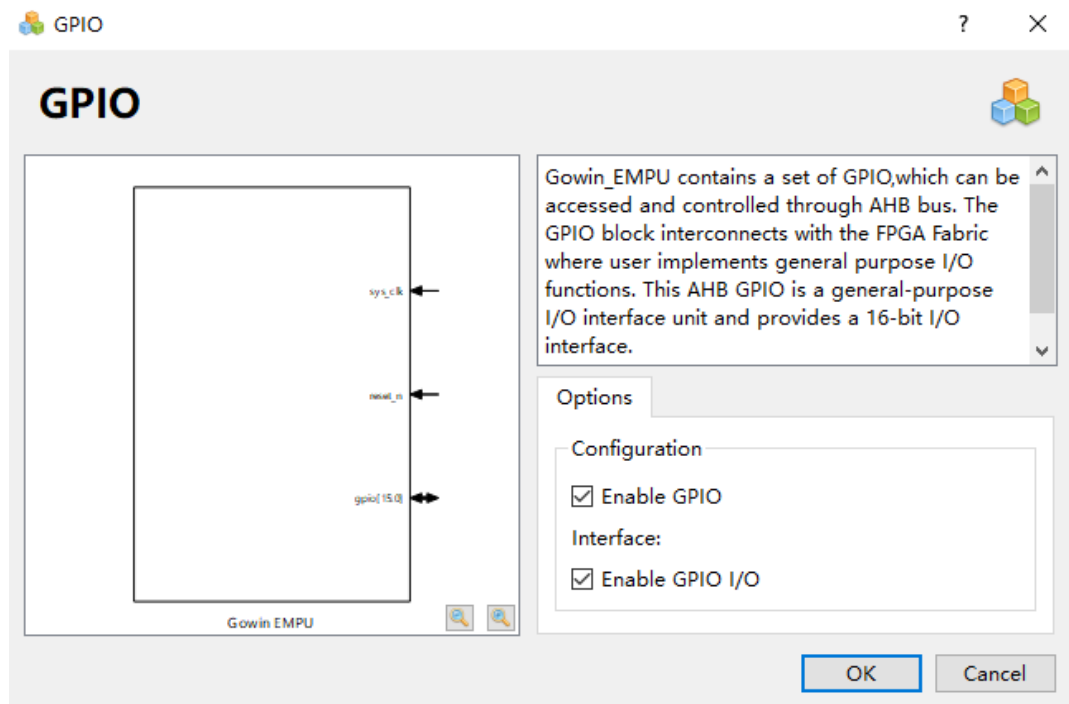 GPIO
?
GPIO
sys_clk
reset_n
gpio[15:0]
Gowin EMPU
Gowin_EMPU contains a set of GPIO,which can be
accessed and controlled through AHB bus. The
GPIO block interconnects with the FPGA Fabric
where user implements general purpose I/O
functions. This AHB GPIO is a general-purpose
I/O interface unit and provides a 16-bit I/O
interface.
Options
Configuration
Enable GPIO
Interface:
Enable GPIO I/O
OK
Cancel